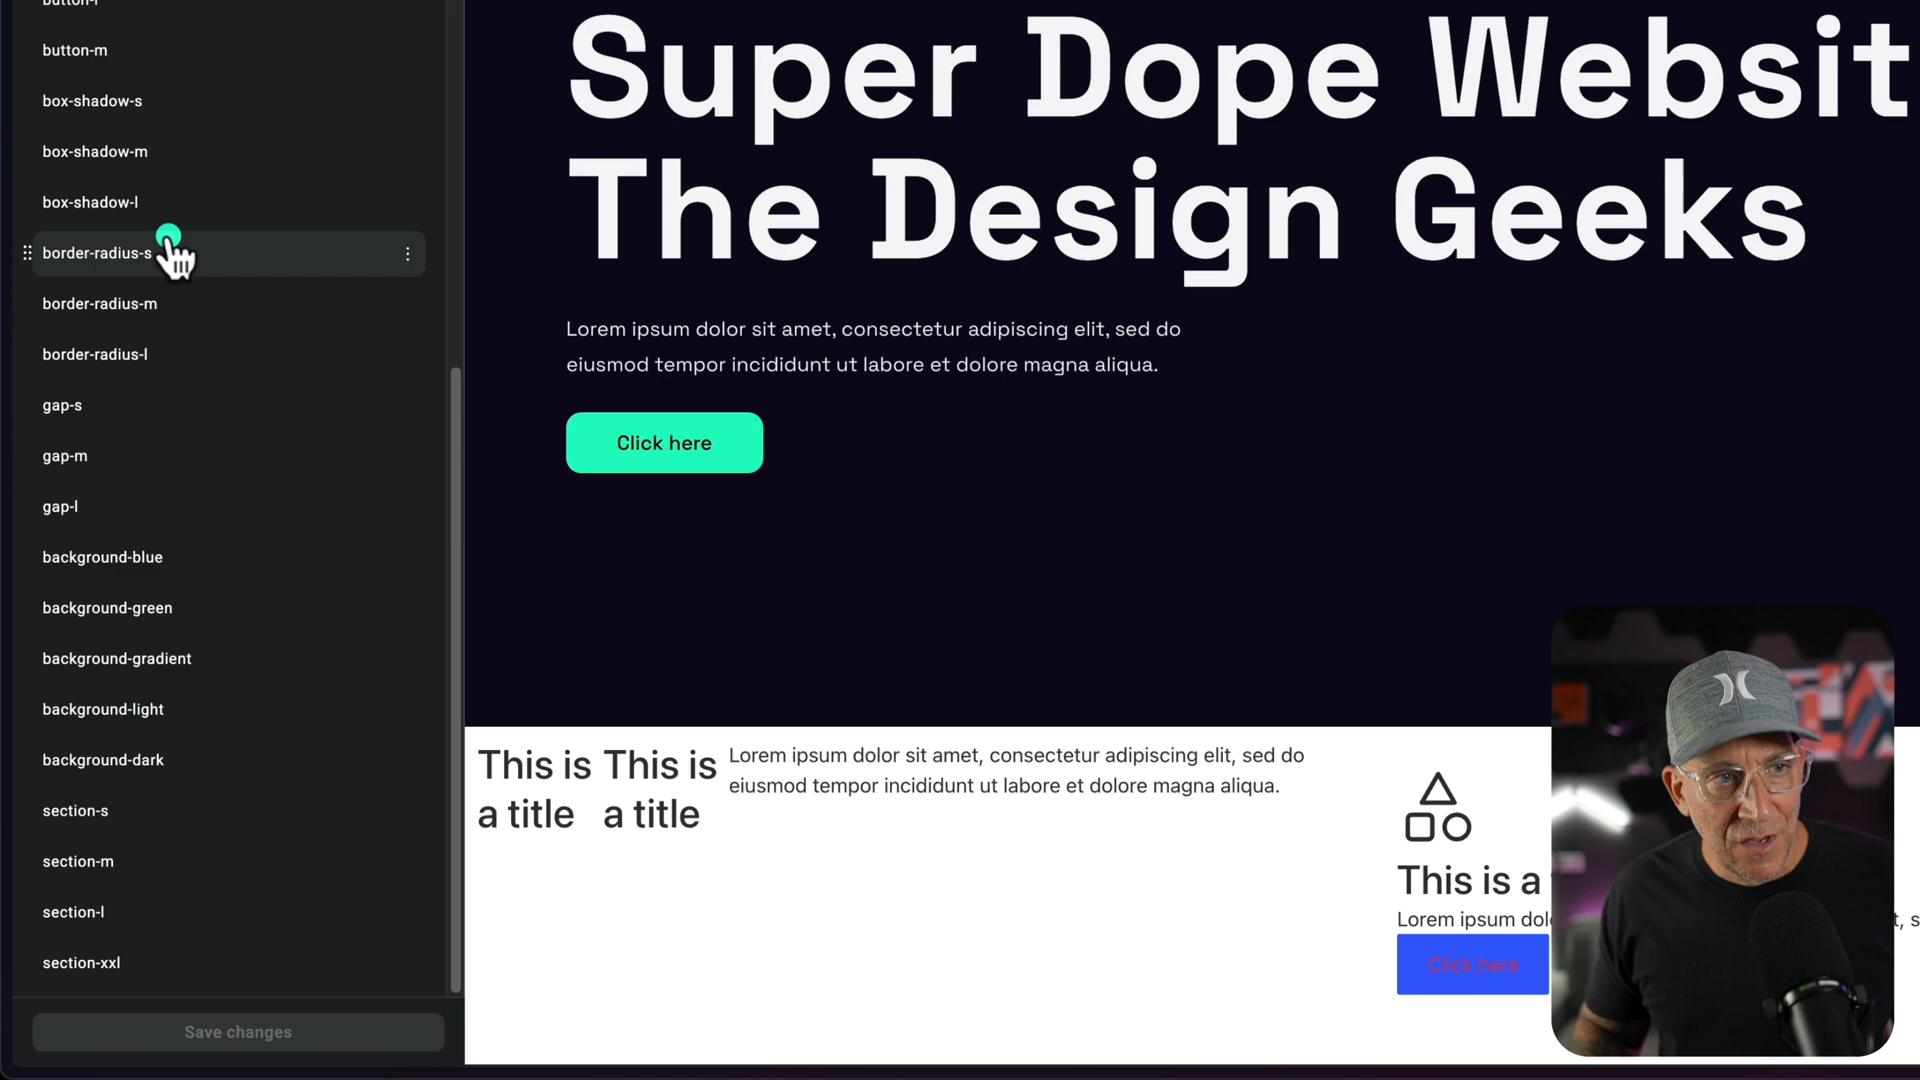 button-m
box-shadow-s
box-shadow-m
box-shadow-l
border-radius-s
border-radius-m
border-radius-l
gap-s
gap-m
gap-l
background-blue
background-green
background-gradient
background-light
background-dark
section-s
section-m
section-l
section-xxl
Save changes
Super Dope Websit
The Design Geeks
Lorem ipsum dolor sit amet, consectetur adipiscing elit, sed do
eiusmod tempor incididunt ut labore et dolore magna aliqua.
Click here
This is
a title
This is
a title
Lorem ipsum dolor sit amet, consectetur adipiscing elit, sed do
eiusmod tempor incididunt ut labore et dolore magna aliqua.
This is a
Lorem ipsum dol
t, s
Click here